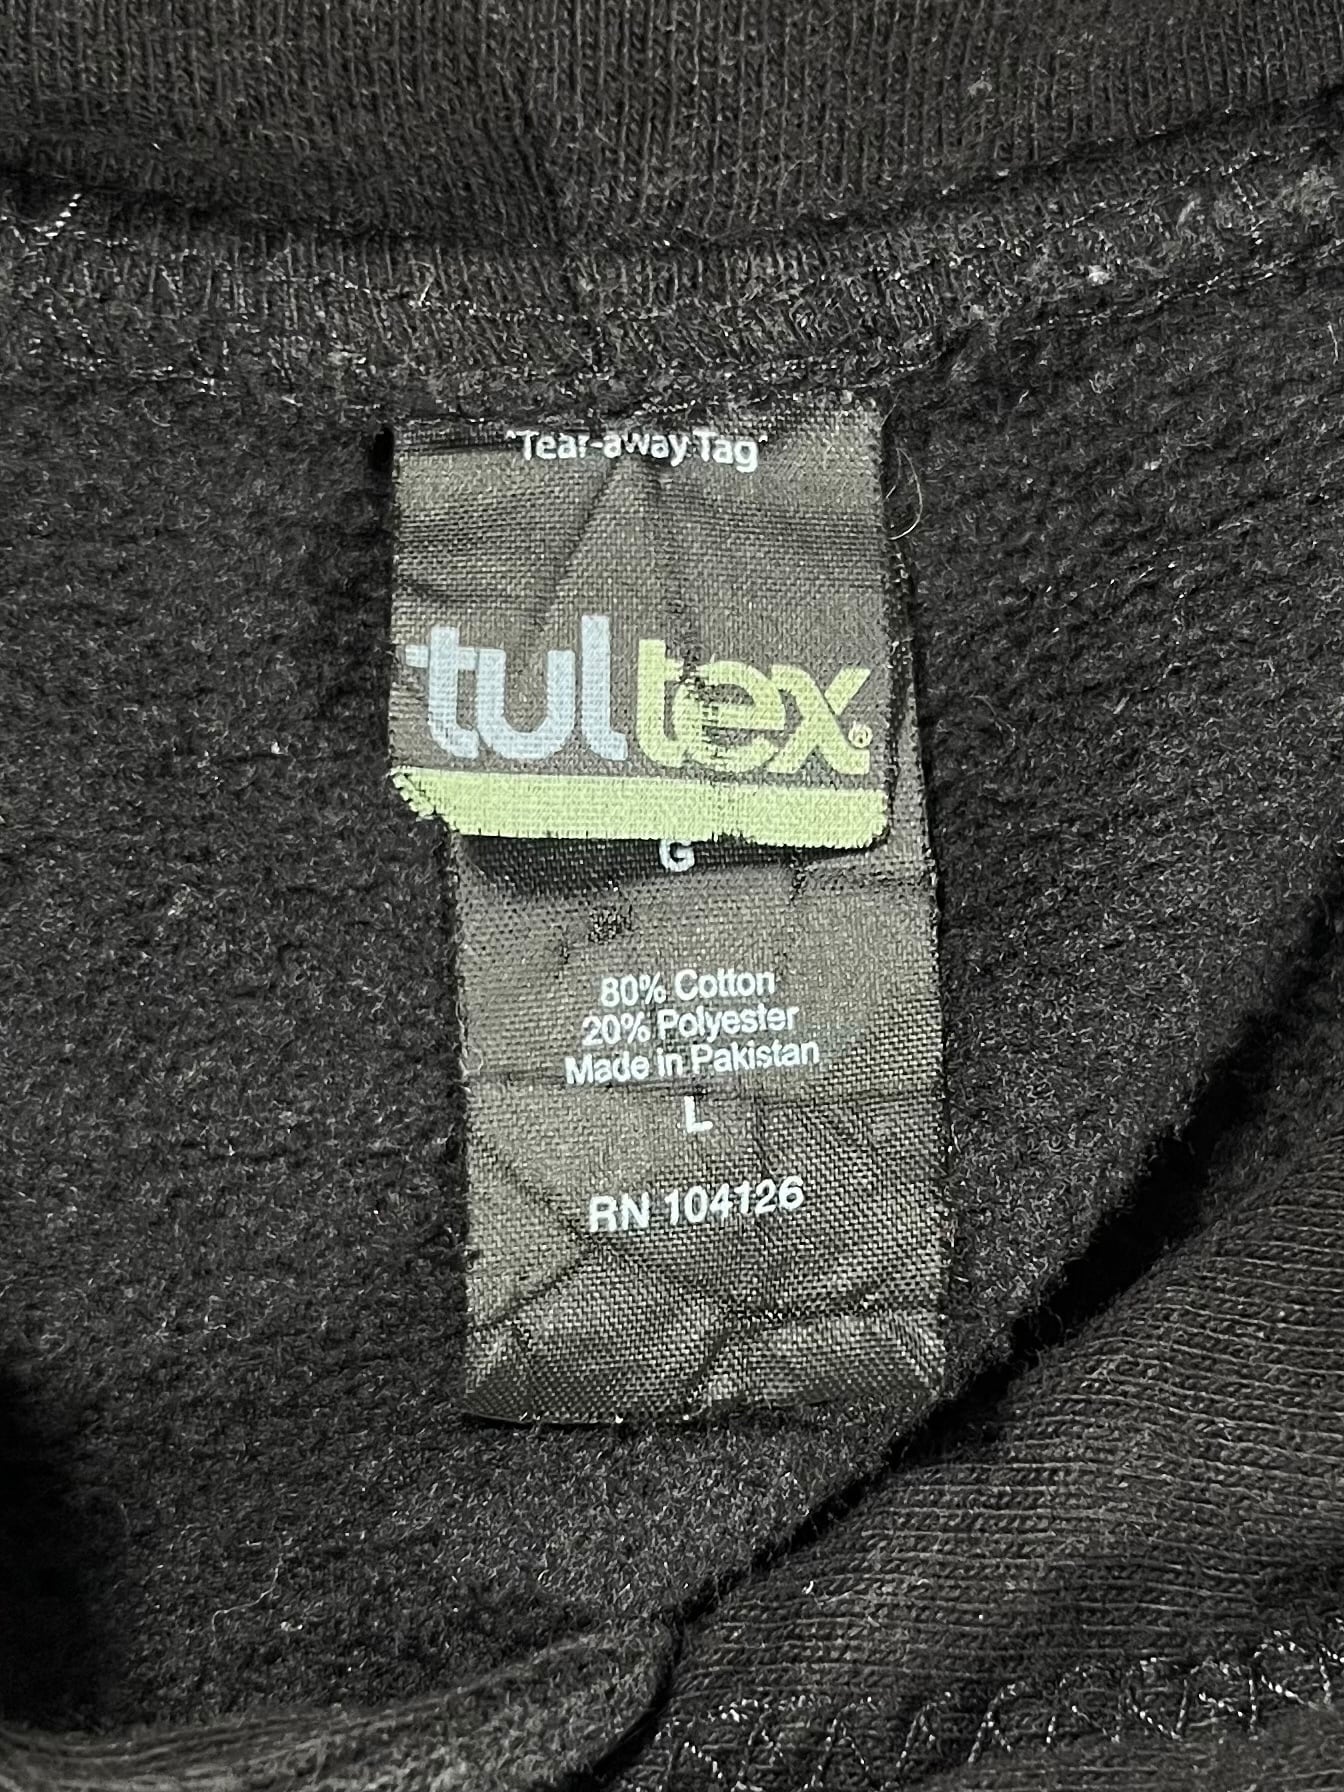 "Tear-away Tag"
tultex®
G
80% Cotton
20% Polyester
Made in Pakistan
L
RN 104126